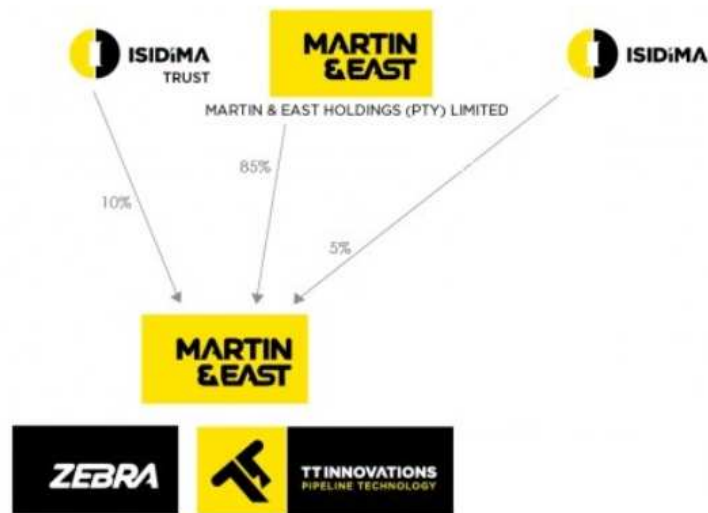 ISIDiMA
TRUST
MARTIN
& EAST
ISIDiMA
MARTIN & EAST HOLDINGS (PTY) LIMITED
85%
10%
5%
MARTIN
& EAST
ZEBRA
TT INNOVATIONS
PIPELINE TECHNOLOGY